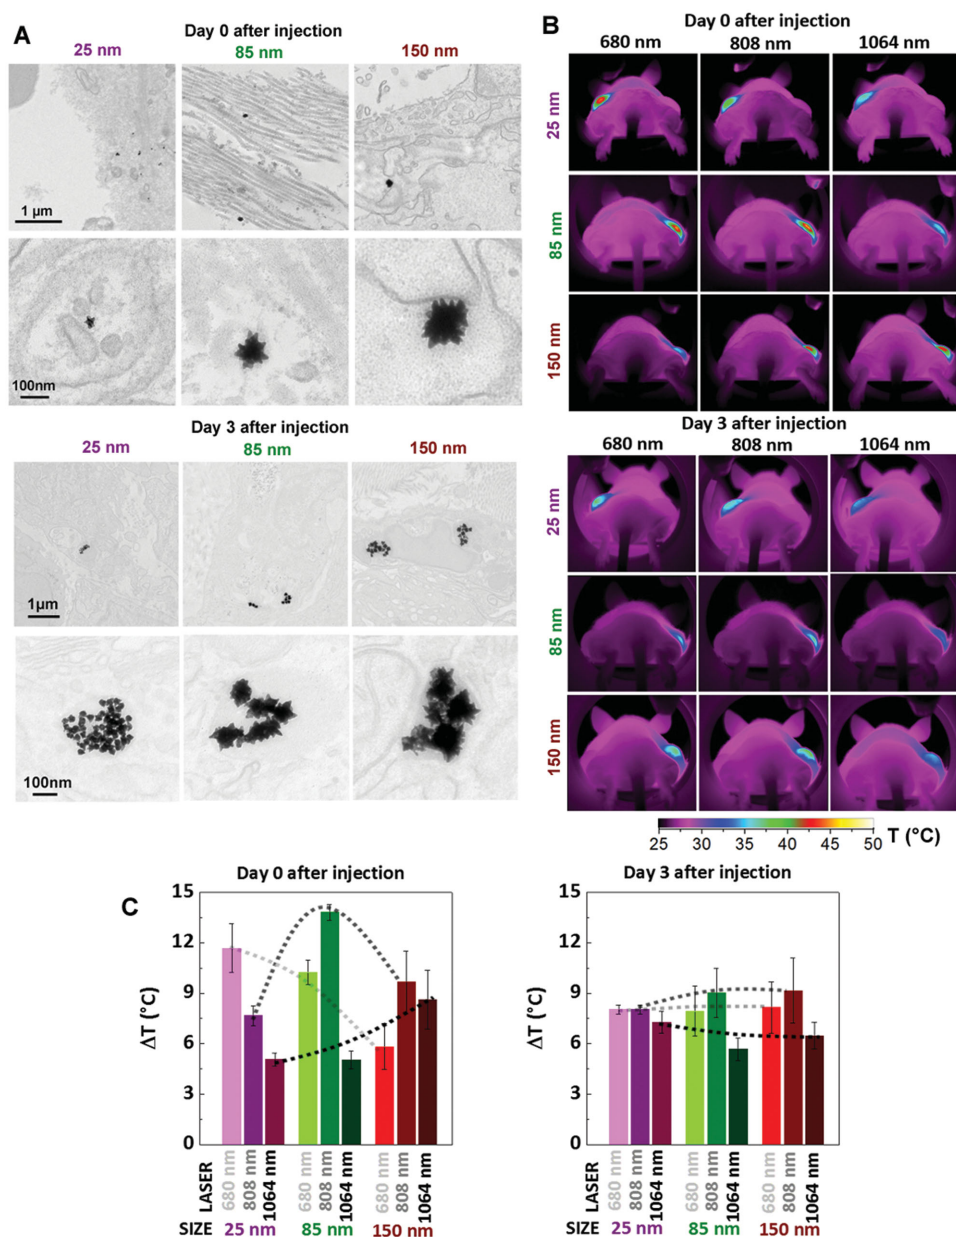 A
Day 0 after injection
25 nm
85 nm
150 nm
1 µm
100nm
Day 3 after injection
25 nm
85 nm
150 nm
1µm
100nm
B
Day 0 after injection
680 nm
808 nm
1064 nm
25 nm
85 nm
150 nm
Day 3 after injection
680 nm
808 nm
1064 nm
25 nm
85 nm
150 nm
25 30 35 40 45 50 T (°C)
C
Day 0 after injection
15
12
9
6
3
0
ΔT (°C)
LASER
680 nm
808 nm
1064 nm
680 nm
808 nm
1064 nm
680 nm
808 nm
1064 nm
SIZE 25 nm 85 nm 150 nm
Day 3 after injection
15
12
9
6
3
0
ΔT (°C)
LASER
680 nm
808 nm
1064 nm
680 nm
808 nm
1064 nm
680 nm
808 nm
1064 nm
SIZE 25 nm 85 nm 150 nm